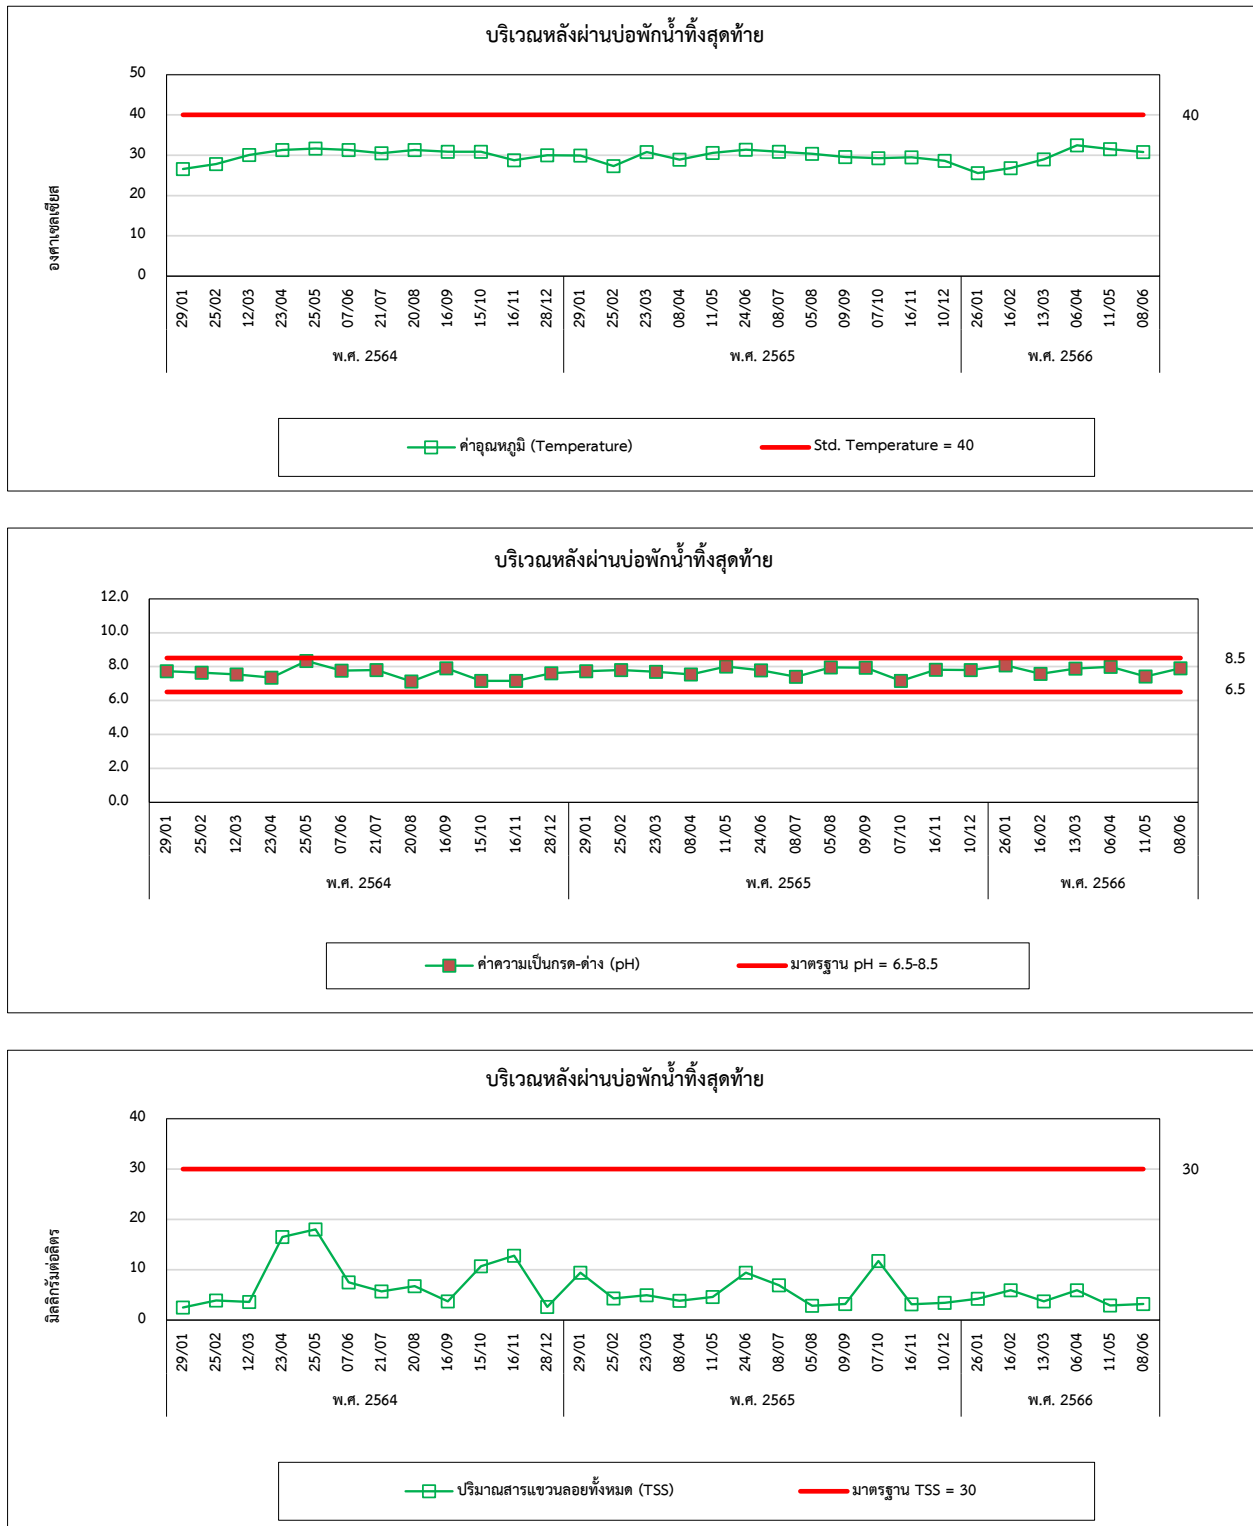 บริเวณหลังผ่านบ่อพักน้ำทิ้งสุดท้าย
50
40
30
20
10
0
40
องศาเซลเซียส
29/01 25/02 12/03 23/04 25/05 07/06 21/07 20/08 16/09 15/10 16/11 28/12 29/01 25/02 23/03 08/04 11/05 24/06 08/07 05/08 09/09 07/10 16/11 10/12 26/01 16/02 13/03 06/04 11/05 08/06
พ.ศ. 2564 พ.ศ. 2565 พ.ศ. 2566
ค่าอุณหภูมิ (Temperature) Std. Temperature = 40
บริเวณหลังผ่านบ่อพักน้ำทิ้งสุดท้าย
12.0
10.0
8.0
6.0
4.0
2.0
0.0
8.5
6.5
29/01 25/02 12/03 23/04 25/05 07/06 21/07 20/08 16/09 15/10 16/11 28/12 29/01 25/02 23/03 08/04 11/05 24/06 08/07 05/08 09/09 07/10 16/11 10/12 26/01 16/02 13/03 06/04 11/05 08/06
พ.ศ. 2564 พ.ศ. 2565 พ.ศ. 2566
ค่าความเป็นกรด-ด่าง (pH) มาตรฐาน pH = 6.5-8.5
บริเวณหลังผ่านบ่อพักน้ำทิ้งสุดท้าย
40
30
20
10
0
30
มิลลิกรัมต่อลิตร
29/01 25/02 12/03 23/04 25/05 07/06 21/07 20/08 16/09 15/10 16/11 28/12 29/01 25/02 23/03 08/04 11/05 24/06 08/07 05/08 09/09 07/10 16/11 10/12 26/01 16/02 13/03 06/04 11/05 08/06
พ.ศ. 2564 พ.ศ. 2565 พ.ศ. 2566
ปริมาณสารแขวนลอยทั้งหมด (TSS) มาตรฐาน TSS = 30